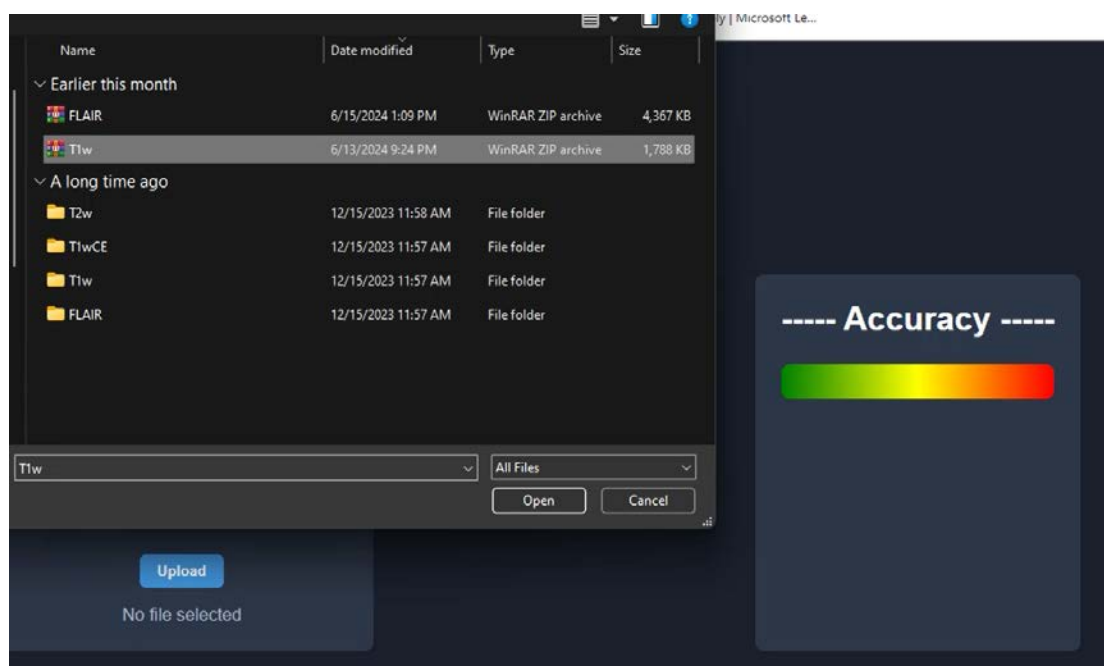 ly | Microsoft Le...
Name Date modified Type Size
Earlier this month
FLAIR 6/15/2024 1:09 PM WinRAR ZIP archive 4,367 KB
T1w 6/13/2024 9:24 PM WinRAR ZIP archive 1,788 KB
A long time ago
T2w 12/15/2023 11:58 AM File folder
T1wCE 12/15/2023 11:57 AM File folder
T1w 12/15/2023 11:57 AM File folder
FLAIR 12/15/2023 11:57 AM File folder
----- Accuracy -----
T1w All Files
Open Cancel
Upload
No file selected